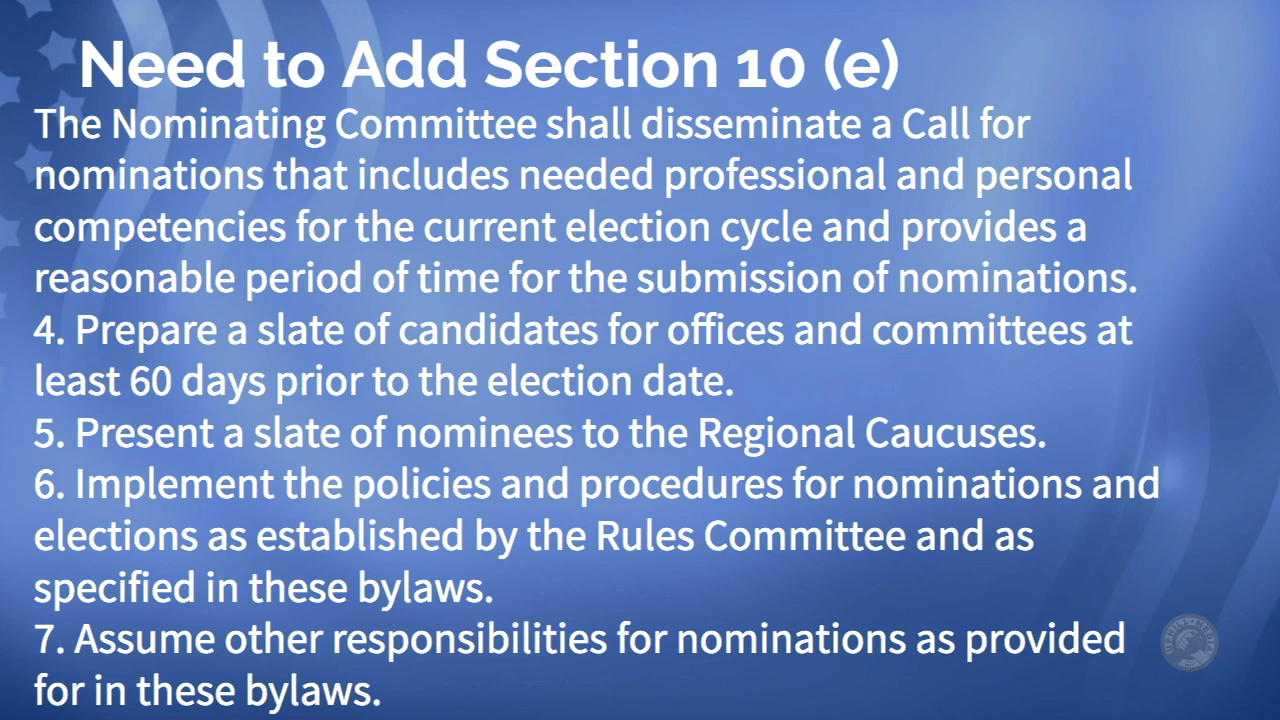 Need to Add Section 10 (e)
The Nominating Committee shall disseminate a Call for
nominations that includes needed professional and personal
competencies for the current election cycle and provides a
reasonable period of time for the submission of nominations.
4. Prepare a slate of candidates for offices and committees at
least 60 days prior to the election date.
5. Present a slate of nominees to the Regional Caucuses.
6. Implement the policies and procedures for nominations and
elections as established by the Rules Committee and as
specified in these bylaws.
7. Assume other responsibilities for nominations as provided
for in these bylaws.